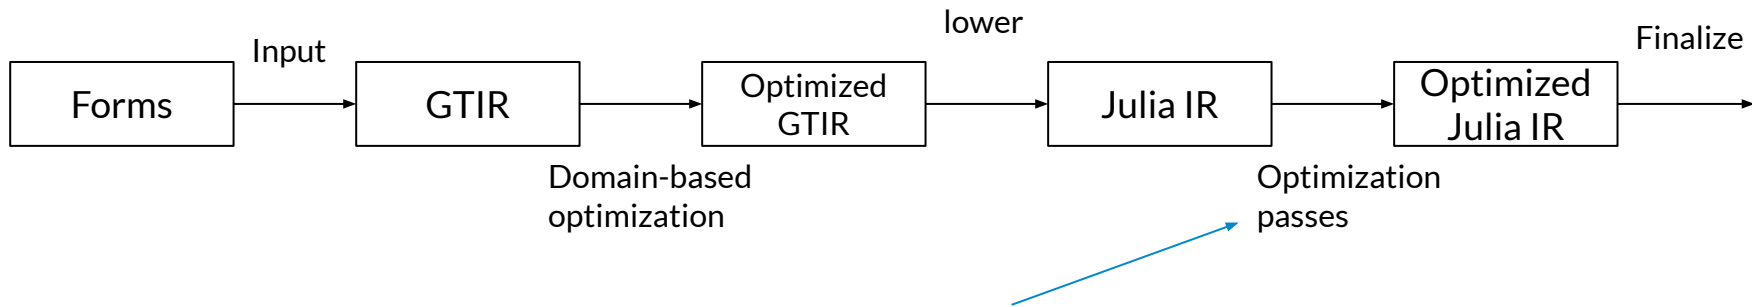 Forms
Input
GTIR
Domain-based
optimization
Optimized
GTIR
lower
Julia IR
Optimization
passes
Optimized
Julia IR
Finalize